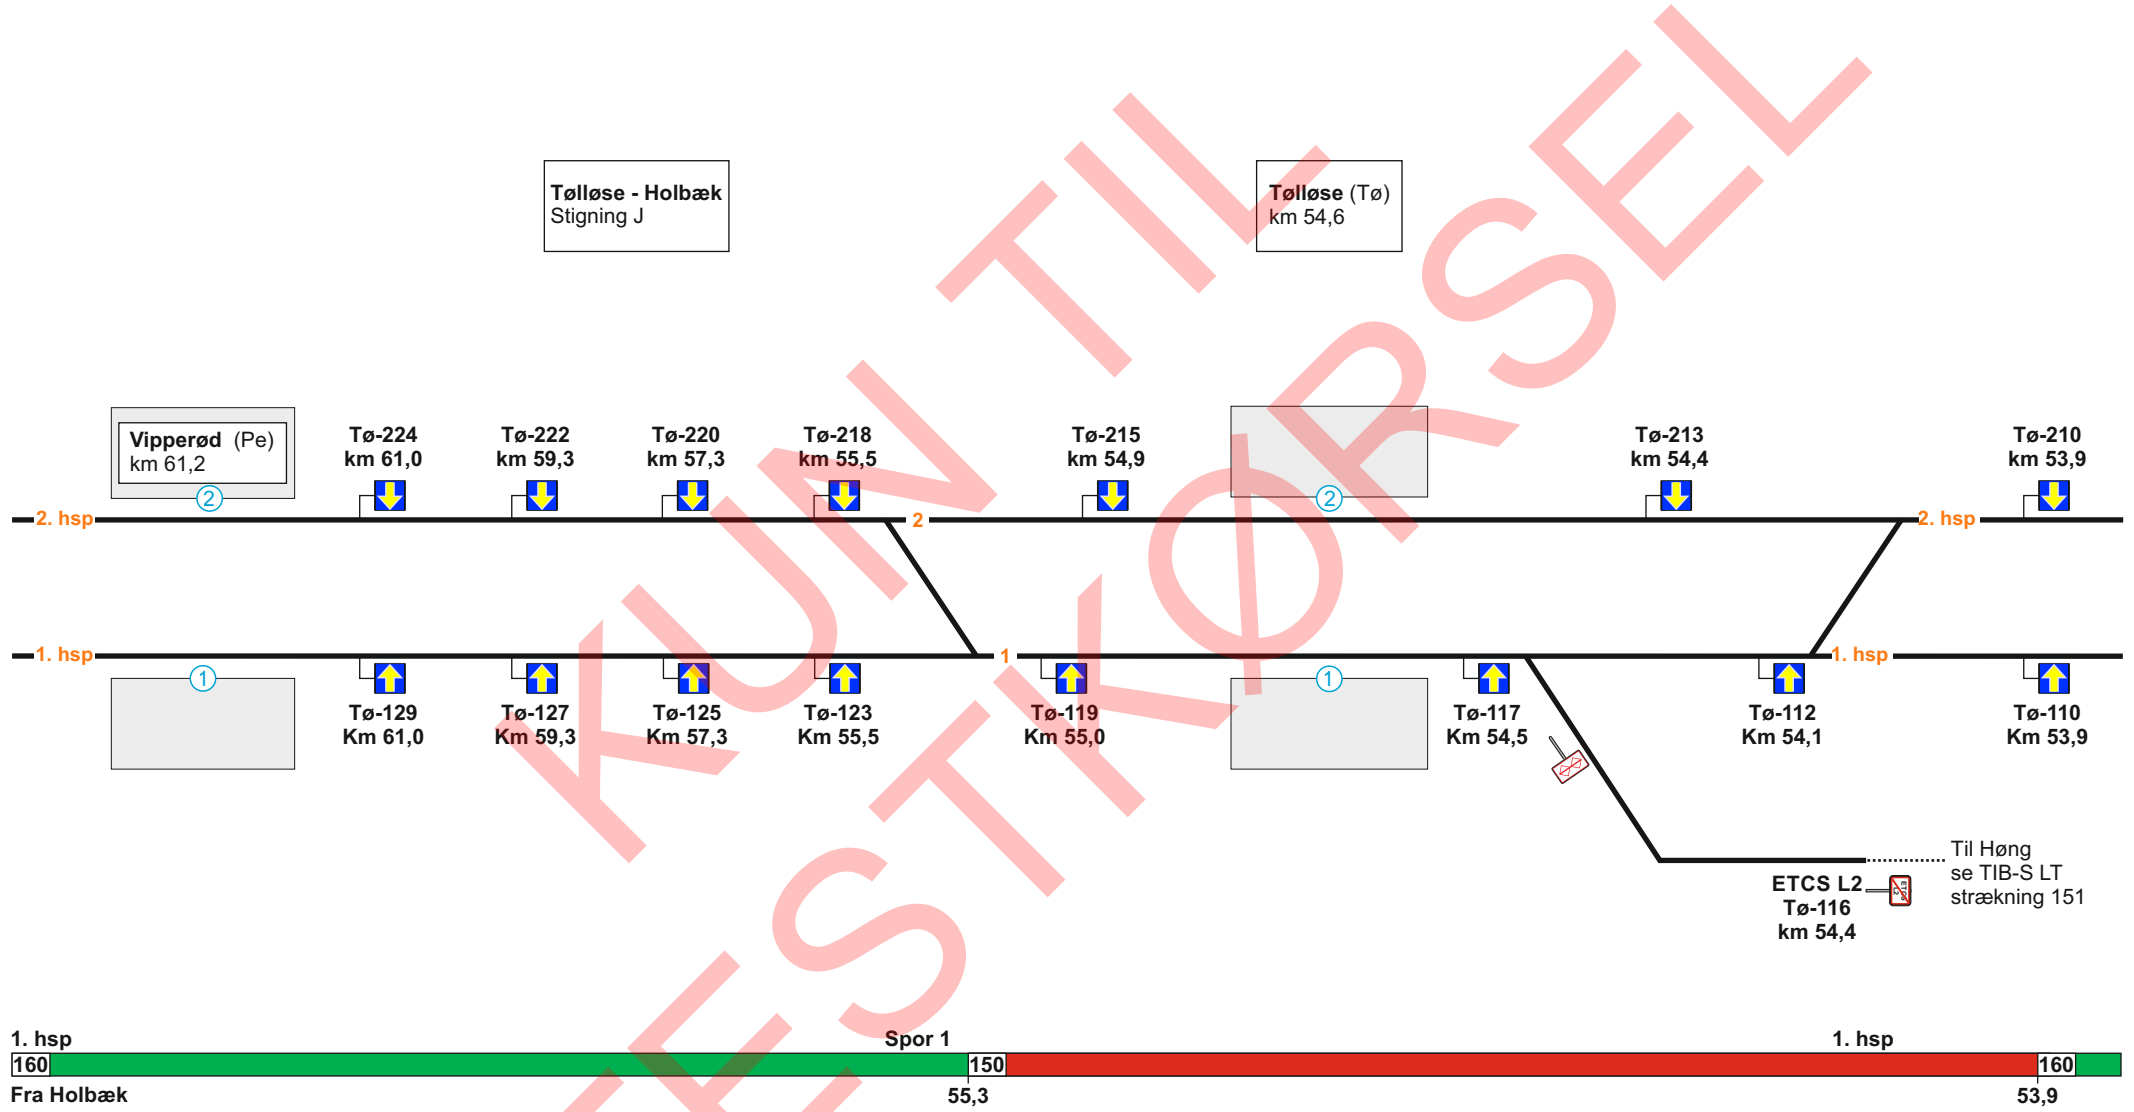 Tølløse - Holbæk
Stigning J
Tølløse (Tø)
km 54,6
KUN TIL
TESTKØRSEL
Vipperød (Pe)
km 61,2
Tø-224
km 61,0
Tø-222
km 59,3
Tø-220
km 57,3
Tø-218
km 55,5
Tø-215
km 54,9
Tø-213
km 54,4
Tø-210
km 53,9
2
2
2. hsp
2
2. hsp
1. hsp
1
1. hsp
1
1
Tø-129
Km 61,0
Tø-127
Km 59,3
Tø-125
Km 57,3
Tø-123
Km 55,5
Tø-119
Km 55,0
Tø-117
Km 54,5
Tø-112
Km 54,1
Tø-110
Km 53,9
Til Høng
se TIB-S LT
strækning 151
ETCS L2
Tø-116
km 54,4
ETCS
L2
1. hsp
Spor 1
1. hsp
160
150
160
Fra Holbæk
55,3
53,9